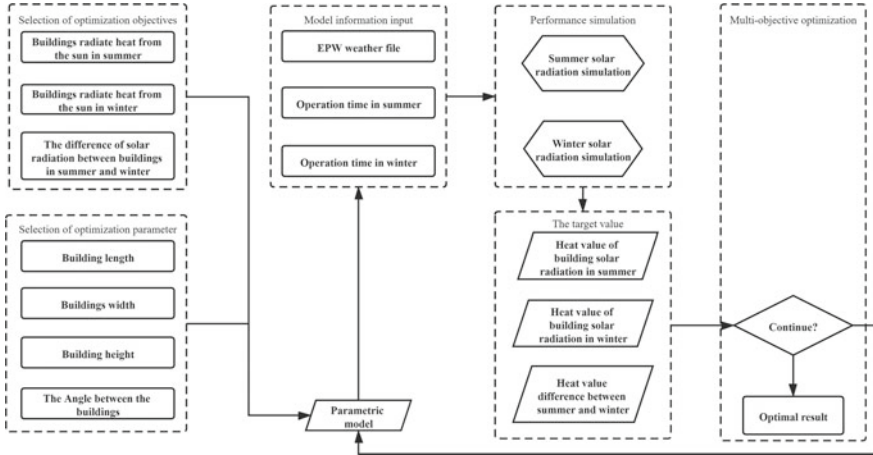 Selection of optimization objectives
Buildings radiate heat from
the sun in summer
Buildings radiate heat from
the sun in winter
The difference of solar
radiation between buildings
in summer and winter
Selection of optimization parameter
Building length
Buildings width
Building height
The Angle between the
buildings
Model information input
EPW weather file
Operation time in summer
Operation time in winter
Parametric
model
Performance simulation
Summer solar
radiation simulation
Winter solar
radiation simulation
The target value
Heat value of
building solar
radiation in summer
Heat value of
building solar
radiation in winter
Heat value
difference between
summer and winter
Multi-objective optimization
Continue?
Optimal result